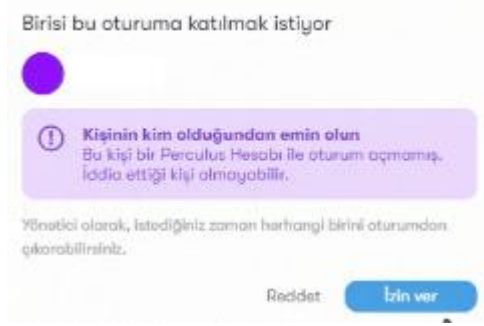 Birisi bu oturuma katılmak istiyor
Kişinin kim olduğundan emin olun
Bu kişi bir Perculus Hesabı ile oturum açmamış.
İddia ettiği kişi olmayabilir.
Yönetici olarak, istediğiniz zaman herhangi birini oturumdan
çıkarabilirsiniz.
Reddet İzin ver